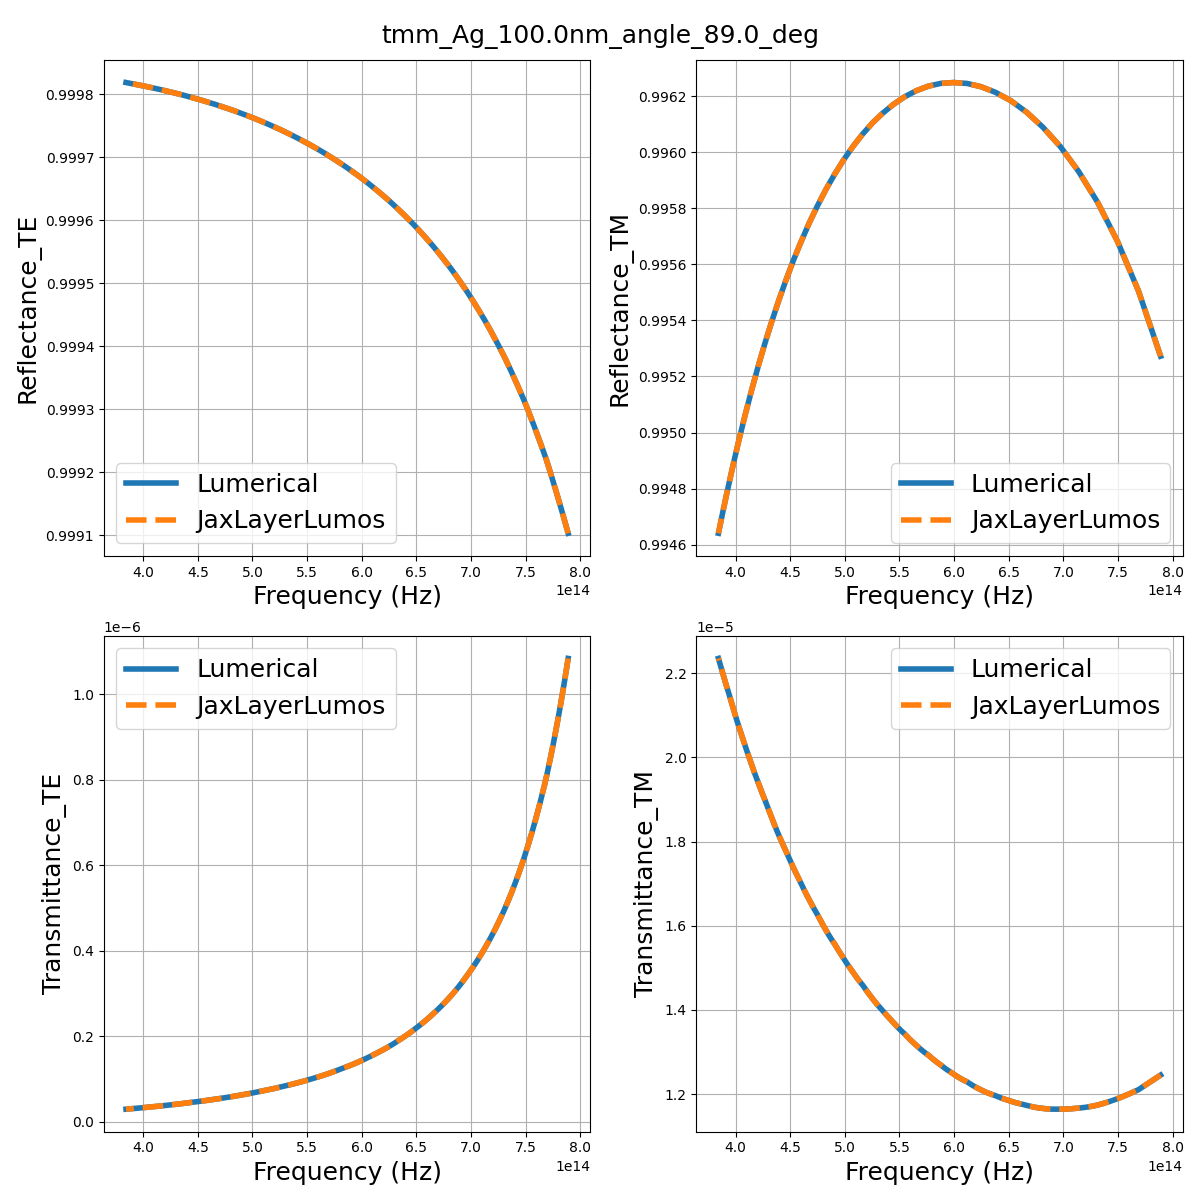 tmm_Ag_100.0nm_angle_89.0_deg
Reflectance_TE
0.9998
0.9997
0.9996
0.9995
0.9994
0.9993
0.9992
0.9991
Lumerical
JaxLayerLumos
4.0 4.5 5.0 5.5 6.0 6.5 7.0 7.5 8.0
1e14
Frequency (Hz)
Reflectance_TM
0.9962
0.9960
0.9958
0.9956
0.9954
0.9952
0.9950
0.9948
0.9946
Lumerical
JaxLayerLumos
4.0 4.5 5.0 5.5 6.0 6.5 7.0 7.5 8.0
1e14
Frequency (Hz)
1e−6
Transmittance_TE
1.0
0.8
0.6
0.4
0.2
0.0
Lumerical
JaxLayerLumos
4.0 4.5 5.0 5.5 6.0 6.5 7.0 7.5 8.0
1e14
Frequency (Hz)
1e−5
Transmittance_TM
2.2
2.0
1.8
1.6
1.4
1.2
Lumerical
JaxLayerLumos
4.0 4.5 5.0 5.5 6.0 6.5 7.0 7.5 8.0
1e14
Frequency (Hz)